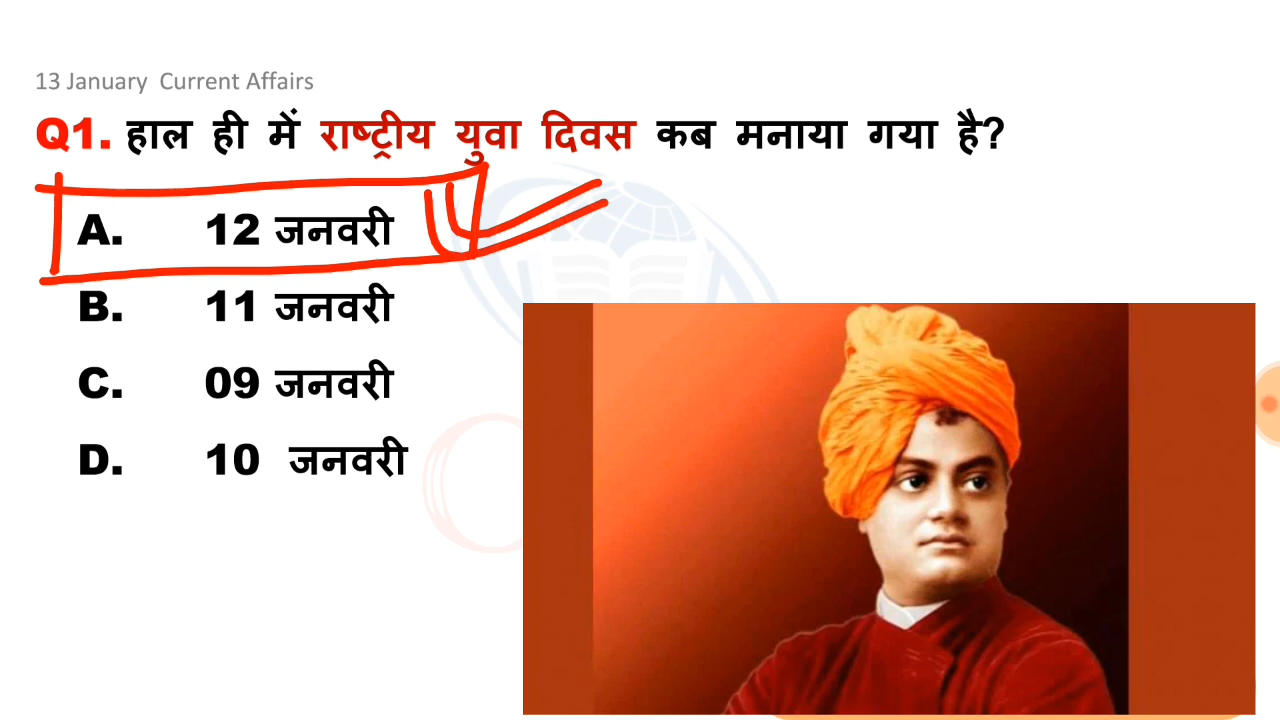 13 January Current Affairs
Q1. हाल ही में राष्ट्रीय युवा दिवस कब मनाया गया है?
A. 12 जनवरी
B. 11 जनवरी
C. 09 जनवरी
D. 10 जनवरी